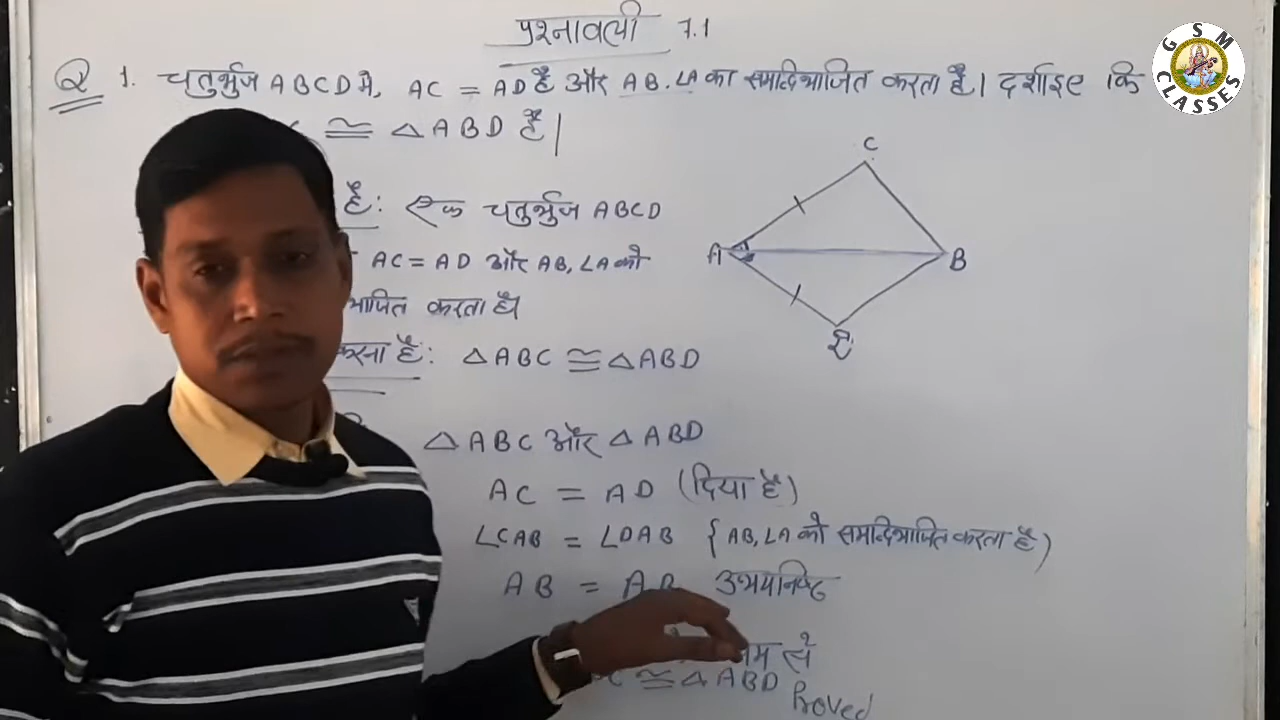 प्रश्नावली 7.1
Q 1. चतुर्भुज ABCD में, AC = AD है और AB, ∠A का समद्विभाजित करता है। दर्शाइए कि
≅ △ABD है|
है: एक चतुर्भुज ABCD
AC = AD और AB, ∠A को
भाजित करता है।
करना है: △ABC ≅ △ABD
△ABC और △ABD
AC = AD (दिया है)
∠CAB = ∠DAB {AB, ∠A को समद्विभाजित करता है)
AB = AB उभयनिष्ठ
से
C ≅ △ABD
Proved
C
A
B
GSM CLASSES